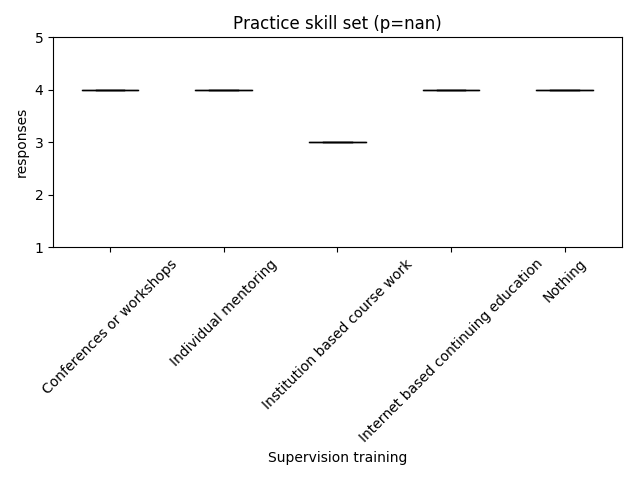 Practice skill set (p=nan)
5
4
3
2
1
responses
Conferences or workshops
Individual mentoring
Institution based course work
Internet based continuing education
Nothing
Supervision training